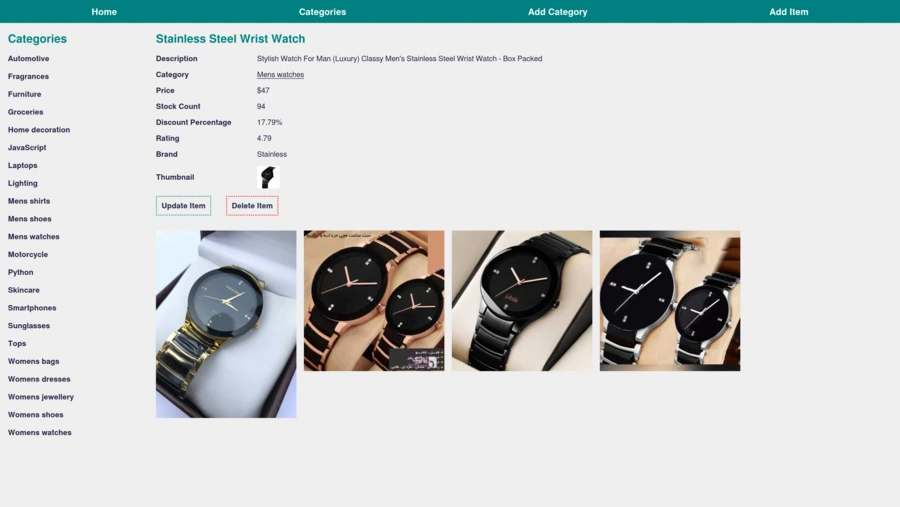 Home Categories Add Category Add Item
Categories
Automotive
Fragrances
Furniture
Groceries
Home decoration
JavaScript
Laptops
Lighting
Mens shirts
Mens shoes
Mens watches
Motorcycle
Python
Skincare
Smartphones
Sunglasses
Tops
Womens bags
Womens dresses
Womens jewellery
Womens shoes
Womens watches
Stainless Steel Wrist Watch
Description Stylish Watch For Man (Luxury) Classy Men's Stainless Steel Wrist Watch - Box Packed
Category Mens watches
Price $47
Stock Count 94
Discount Percentage 17.79%
Rating 4.79
Brand Stainless
Thumbnail
Update Item Delete Item